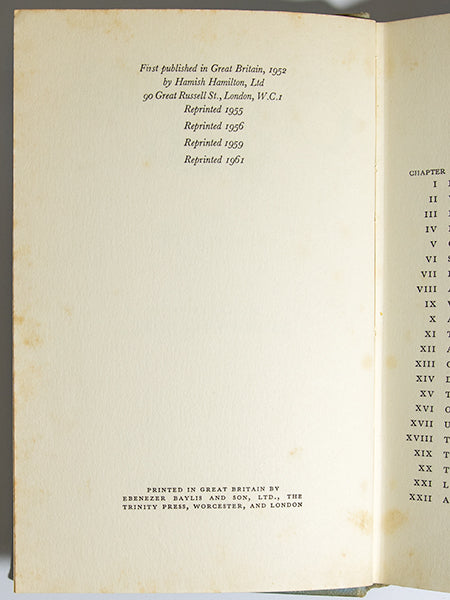 First published in Great Britain, 1952
by Hamish Hamilton, Ltd
90 Great Russell St., London, W.C.1
Reprinted 1955
Reprinted 1956
Reprinted 1959
Reprinted 1961
PRINTED IN GREAT BRITAIN BY
EBENEZER BAYLIS AND SON, LTD., THE
TRINITY PRESS, WORCESTER, AND LONDON
CHAPTER
I
II
III
IV
V
VI
VII
VIII A
IX
X A
XI T
XII A
XIII
XIV D
XV T
XVI
XVII U
XVIII T
XIX T
XX T
XXI L
XXII A